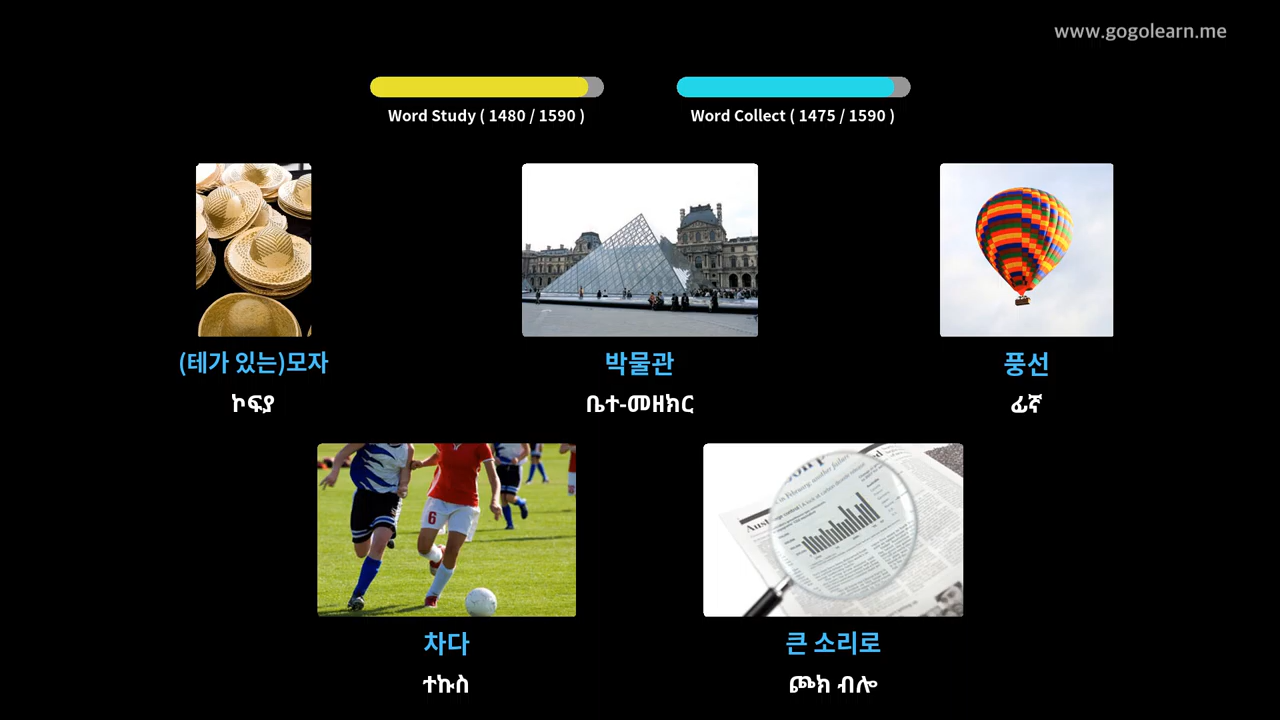 www.gogolearn.me
Word Study ( 1480 / 1590 )
Word Collect ( 1475 / 1590 )
(테가 있는)모자
박물관
풍선
ኮፍያ
ቤተ-መዘክር
ፊኛ
차다
큰 소리로
ተኩስ
ጮክ ብሎ